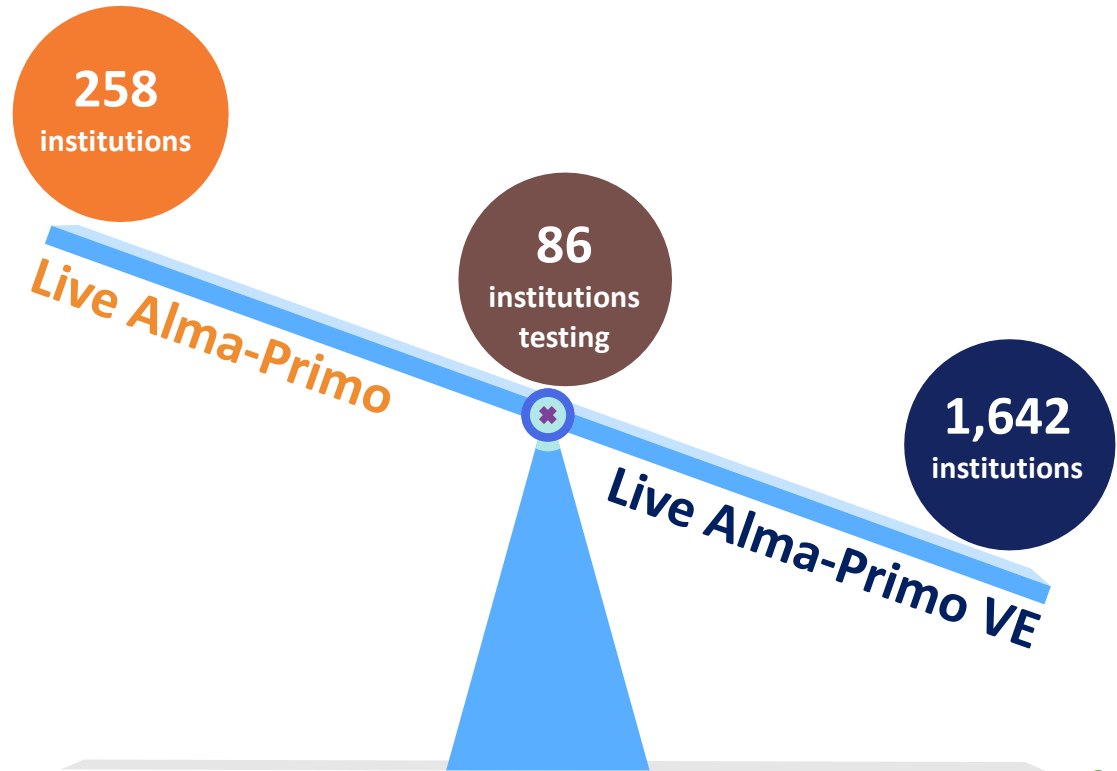 258
institutions
Live Alma-Primo
86
institutions
testing
1,642
institutions
Live Alma-Primo VE